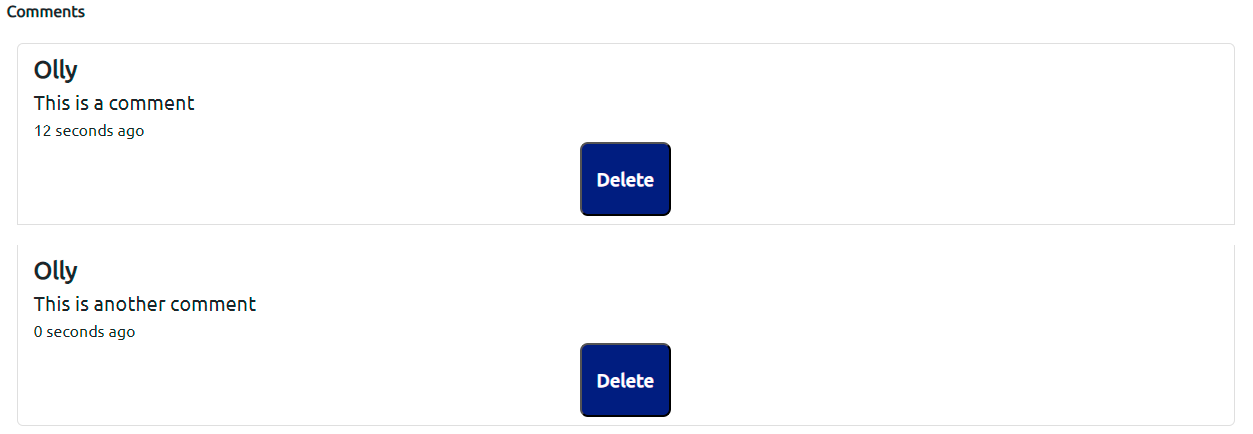 Comments
Olly
This is a comment
12 seconds ago
Delete
Olly
This is another comment
0 seconds ago
Delete